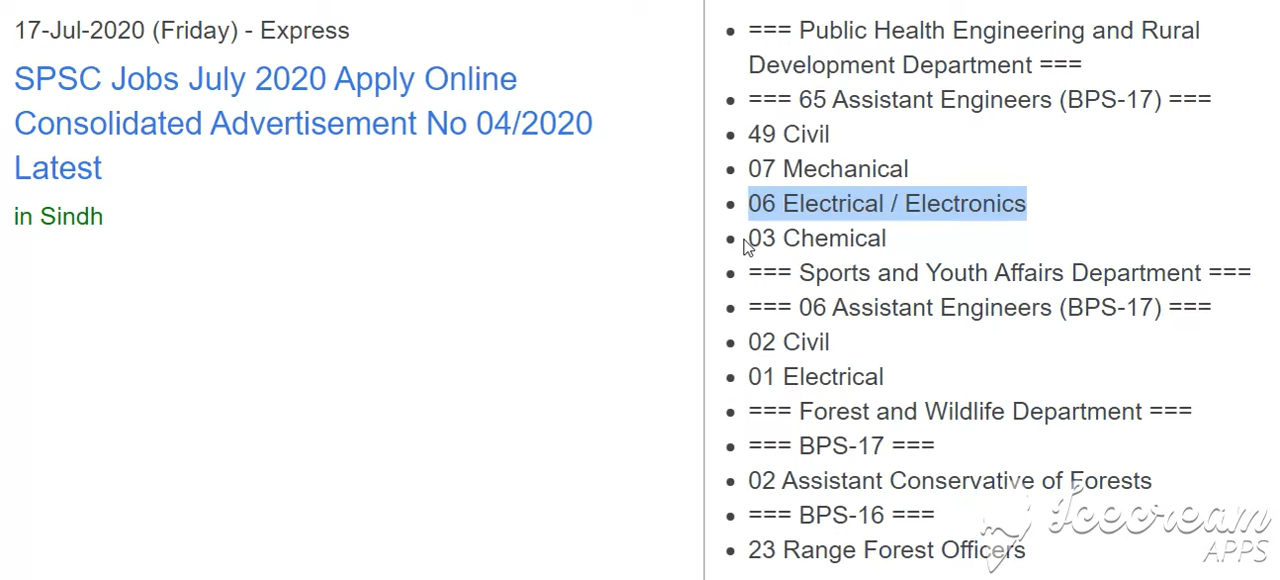 17-Jul-2020 (Friday) - Express
SPSC Jobs July 2020 Apply Online
Consolidated Advertisement No 04/2020
Latest
in Sindh
=== Public Health Engineering and Rural
Development Department ===
=== 65 Assistant Engineers (BPS-17) ===
49 Civil
07 Mechanical
06 Electrical / Electronics
03 Chemical
=== Sports and Youth Affairs Department ===
=== 06 Assistant Engineers (BPS-17) ===
02 Civil
01 Electrical
=== Forest and Wildlife Department ===
=== BPS-17 ===
02 Assistant Conservative of Forests
=== BPS-16 ===
23 Range Forest Officers
Icecream
APPS